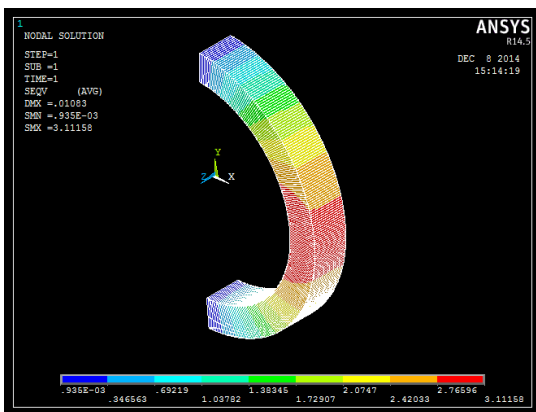 1
NODAL SOLUTION
ANSYS
R14.5
STEP=1
SUB =1
TIME=1
SEQV (AVG)
DMX =.01083
SMN =.935E-03
SMX =3.11158
DEC 8 2014
15:14:19
Y
Z X
.935E-03 .69219 1.38345 2.0747 2.76596
.346563 1.03782 1.72907 2.42033 3.11158